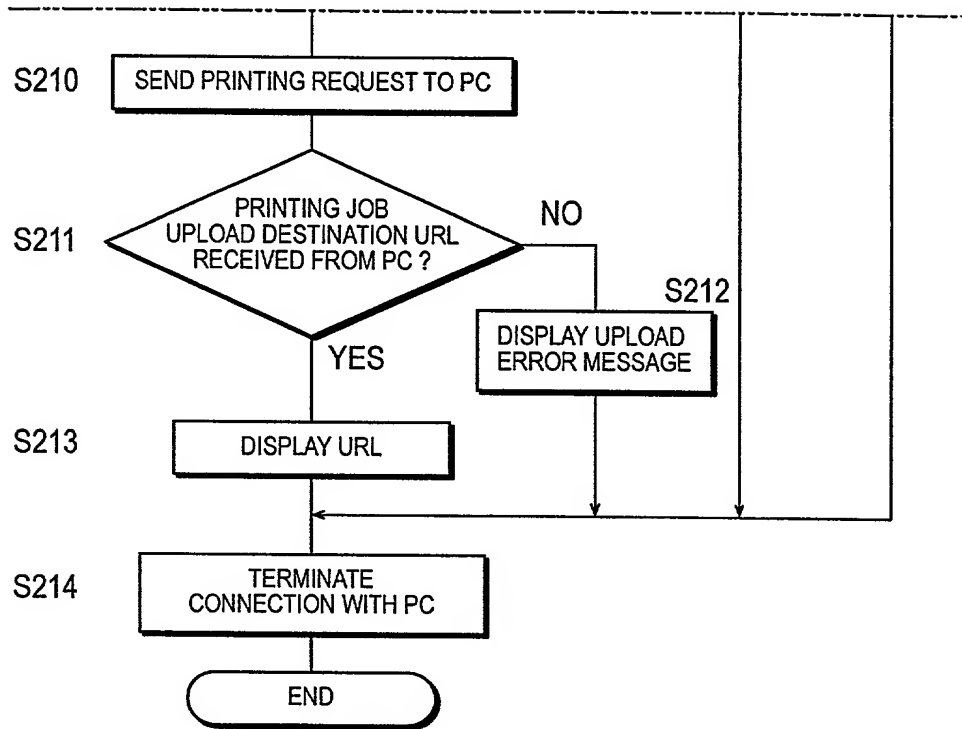 S210
SEND PRINTING REQUEST TO PC
S211
PRINTING JOB
UPLOAD DESTINATION URL
RECEIVED FROM PC ?
NO
YES
S212
DISPLAY UPLOAD
ERROR MESSAGE
S213
DISPLAY URL
S214
TERMINATE
CONNECTION WITH PC
END